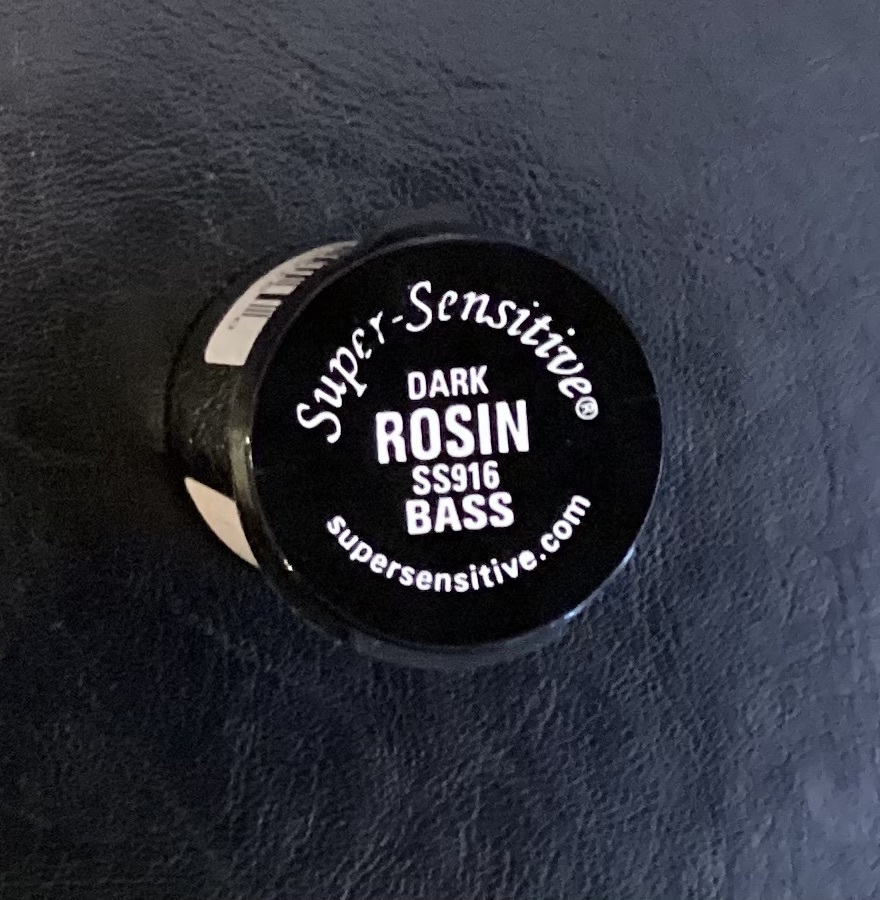 Super-Sensitive®
DARK
ROSIN
SS916
BASS
supersensitive.com